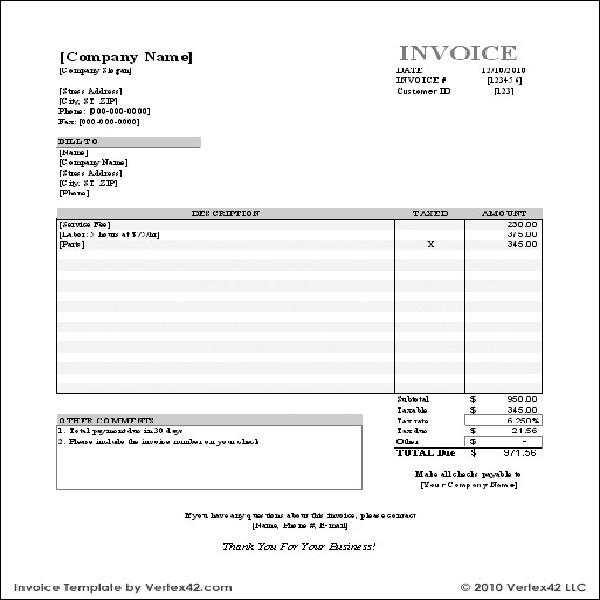 [Company Name]
INVOICE
[Company Slogan]
DATE 12/10/2010
INVOICE # [123456]
[Street Address]
Customer ID [123]
[City, ST ZIP]
Phone: [000-000-0000]
Fax: [000-000-0000]
BILL TO
[Name]
[Company Name]
[Street Address]
[City, ST ZIP]
[Phone]
DESCRIPTION TAXED AMOUNT
[Service Fee] 230.00
[Labor: 5 hours at $75/hr] 375.00
[Parts] X 345.00
Subtotal $ 950.00
Taxable $ 345.00
Tax rate 6.250%
Tax due $ 21.56
Other $ -
TOTAL Due $ 971.56
OTHER COMMENTS
1. Total payment due in 30 days
2. Please include the invoice number on your check
Make all checks payable to
[Your Company Name]
If you have any questions about this invoice, please contact
[Name, Phone #, E-mail]
Thank You For Your Business!
Invoice Template by Vertex42.com
© 2010 Vertex42 LLC